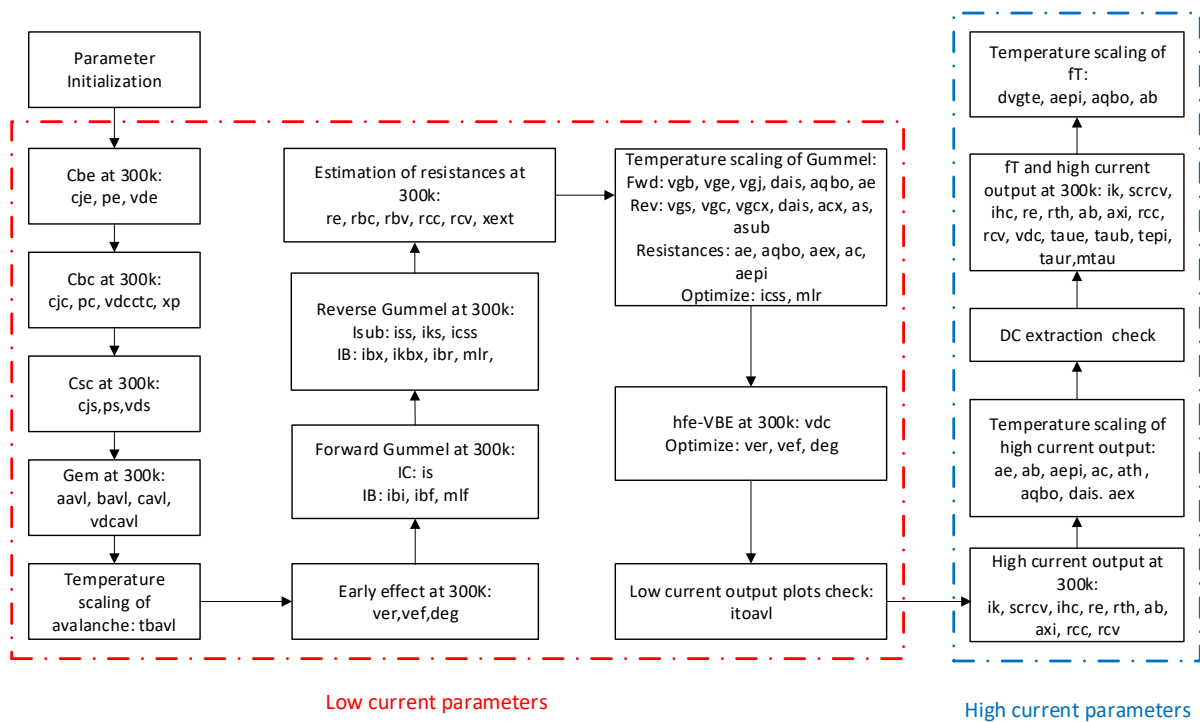 Parameter
Initialization
Cbe at 300k:
cje, pe, vde
Cbc at 300k:
cjc, pc, vdcctc, xp
Csc at 300k:
cjs,ps,vds
Gem at 300k:
aavl, bavl, cavl,
vdcavl
Temperature
scaling of
avalanche: tbavl
Early effect at 300K:
ver,vef,deg
Forward Gummel at 300k:
IC: is
IB: ibi, ibf, mlf
Reverse Gummel at 300k:
Isub: iss, iks, icss
IB: ibx, ikbx, ibr, mlr,
Estimation of resistances at
300k:
re, rbc, rbv, rcc, rcv, xext
Temperature scaling of Gummel:
Fwd: vgb, vge, vgj, dais, aqbo, ae
Rev: vgs, vgc, vgcx, dais, acx, as,
asub
Resistances: ae, aqbo, aex, ac,
aepi
Optimize: icss, mlr
hfe-VBE at 300k: vdc
Optimize: ver, vef, deg
Low current output plots check:
itoavl
High current output at
300k:
ik, scrcv, ihc, re, rth, ab,
axi, rcc, rcv
Temperature scaling of
high current output:
ae, ab, aepi, ac, ath,
aqbo, dais. aex
DC extraction check
fT and high current
output at 300k: ik, scrcv,
ihc, re, rth, ab, axi, rcc,
rcv, vdc, taue, taub, tepi,
taur,mtau
Temperature scaling of
fT:
dvgte, aepi, aqbo, ab
Low current parameters
High current parameters